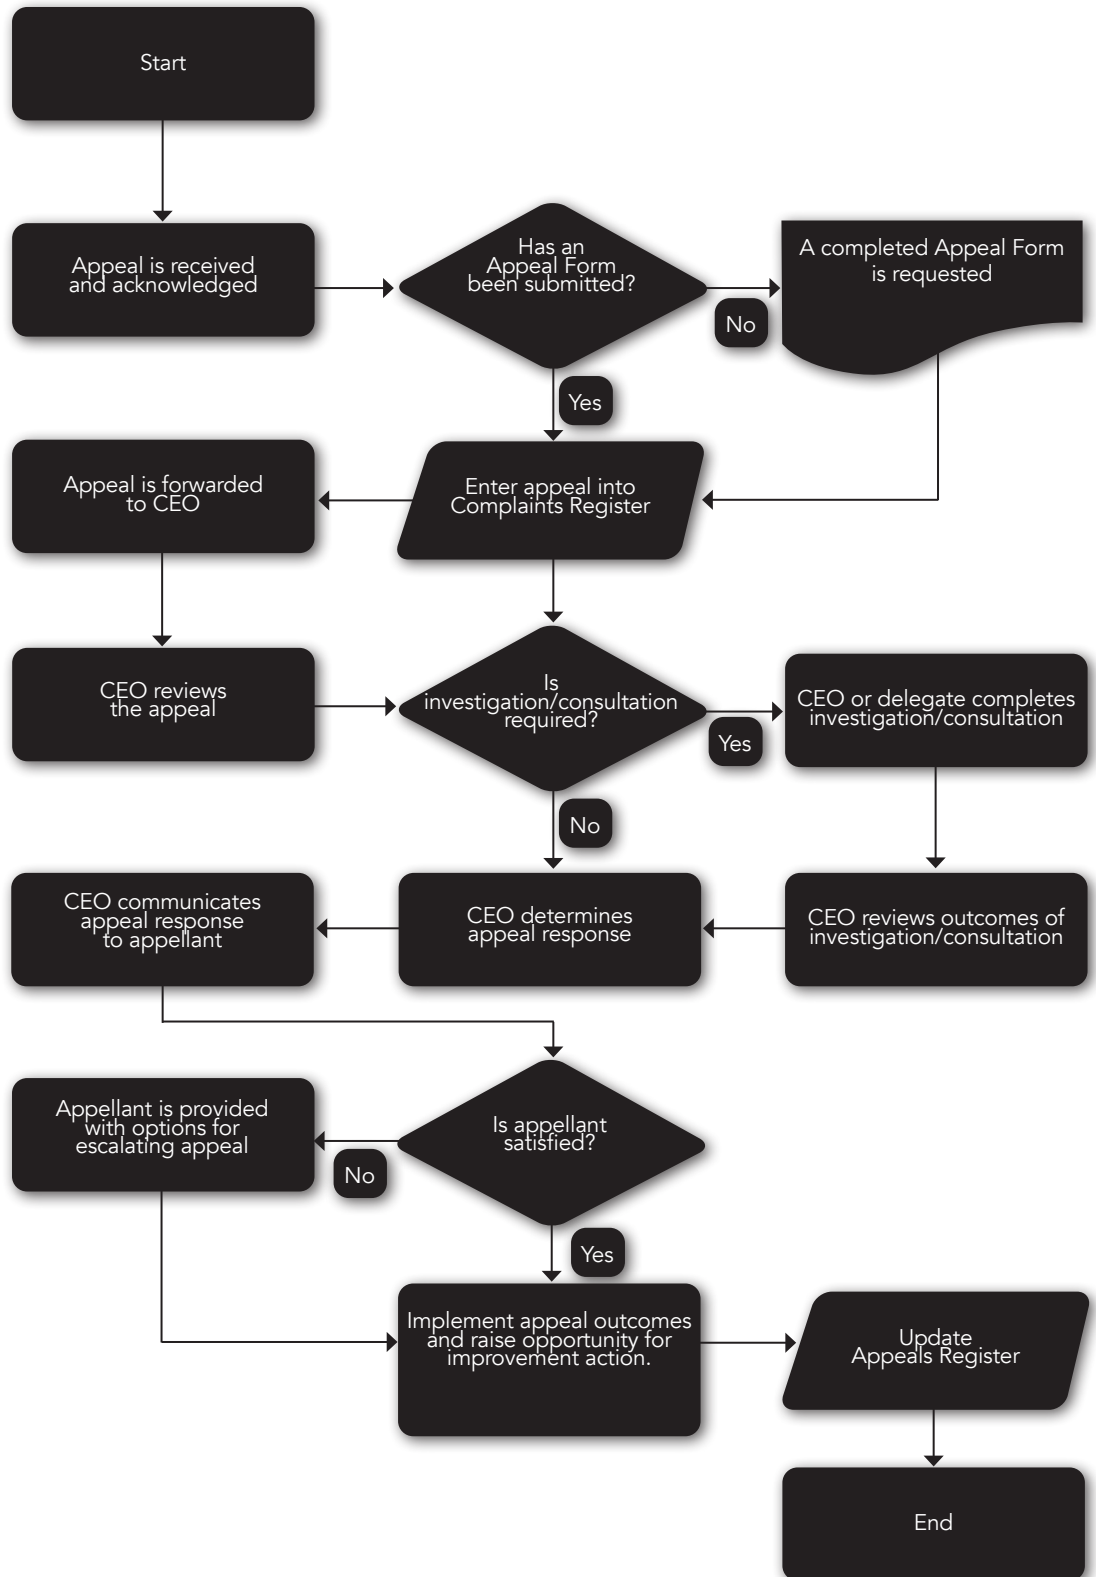 Start
Appeal is received
and acknowledged
Has an
Appeal Form
been submitted?
No
A completed Appeal Form
is requested
Yes
Appeal is forwarded
to CEO
Enter appeal into
Complaints Register
CEO reviews
the appeal
Is
investigation/consultation
required?
Yes
CEO or delegate completes
investigation/consultation
No
CEO communicates
appeal response
to appellant
CEO determines
appeal response
CEO reviews outcomes of
investigation/consultation
Appellant is provided
with options for
escalating appeal
No
Is appellant
satisfied?
Yes
Implement appeal outcomes
and raise opportunity for
improvement action.
Update
Appeals Register
End